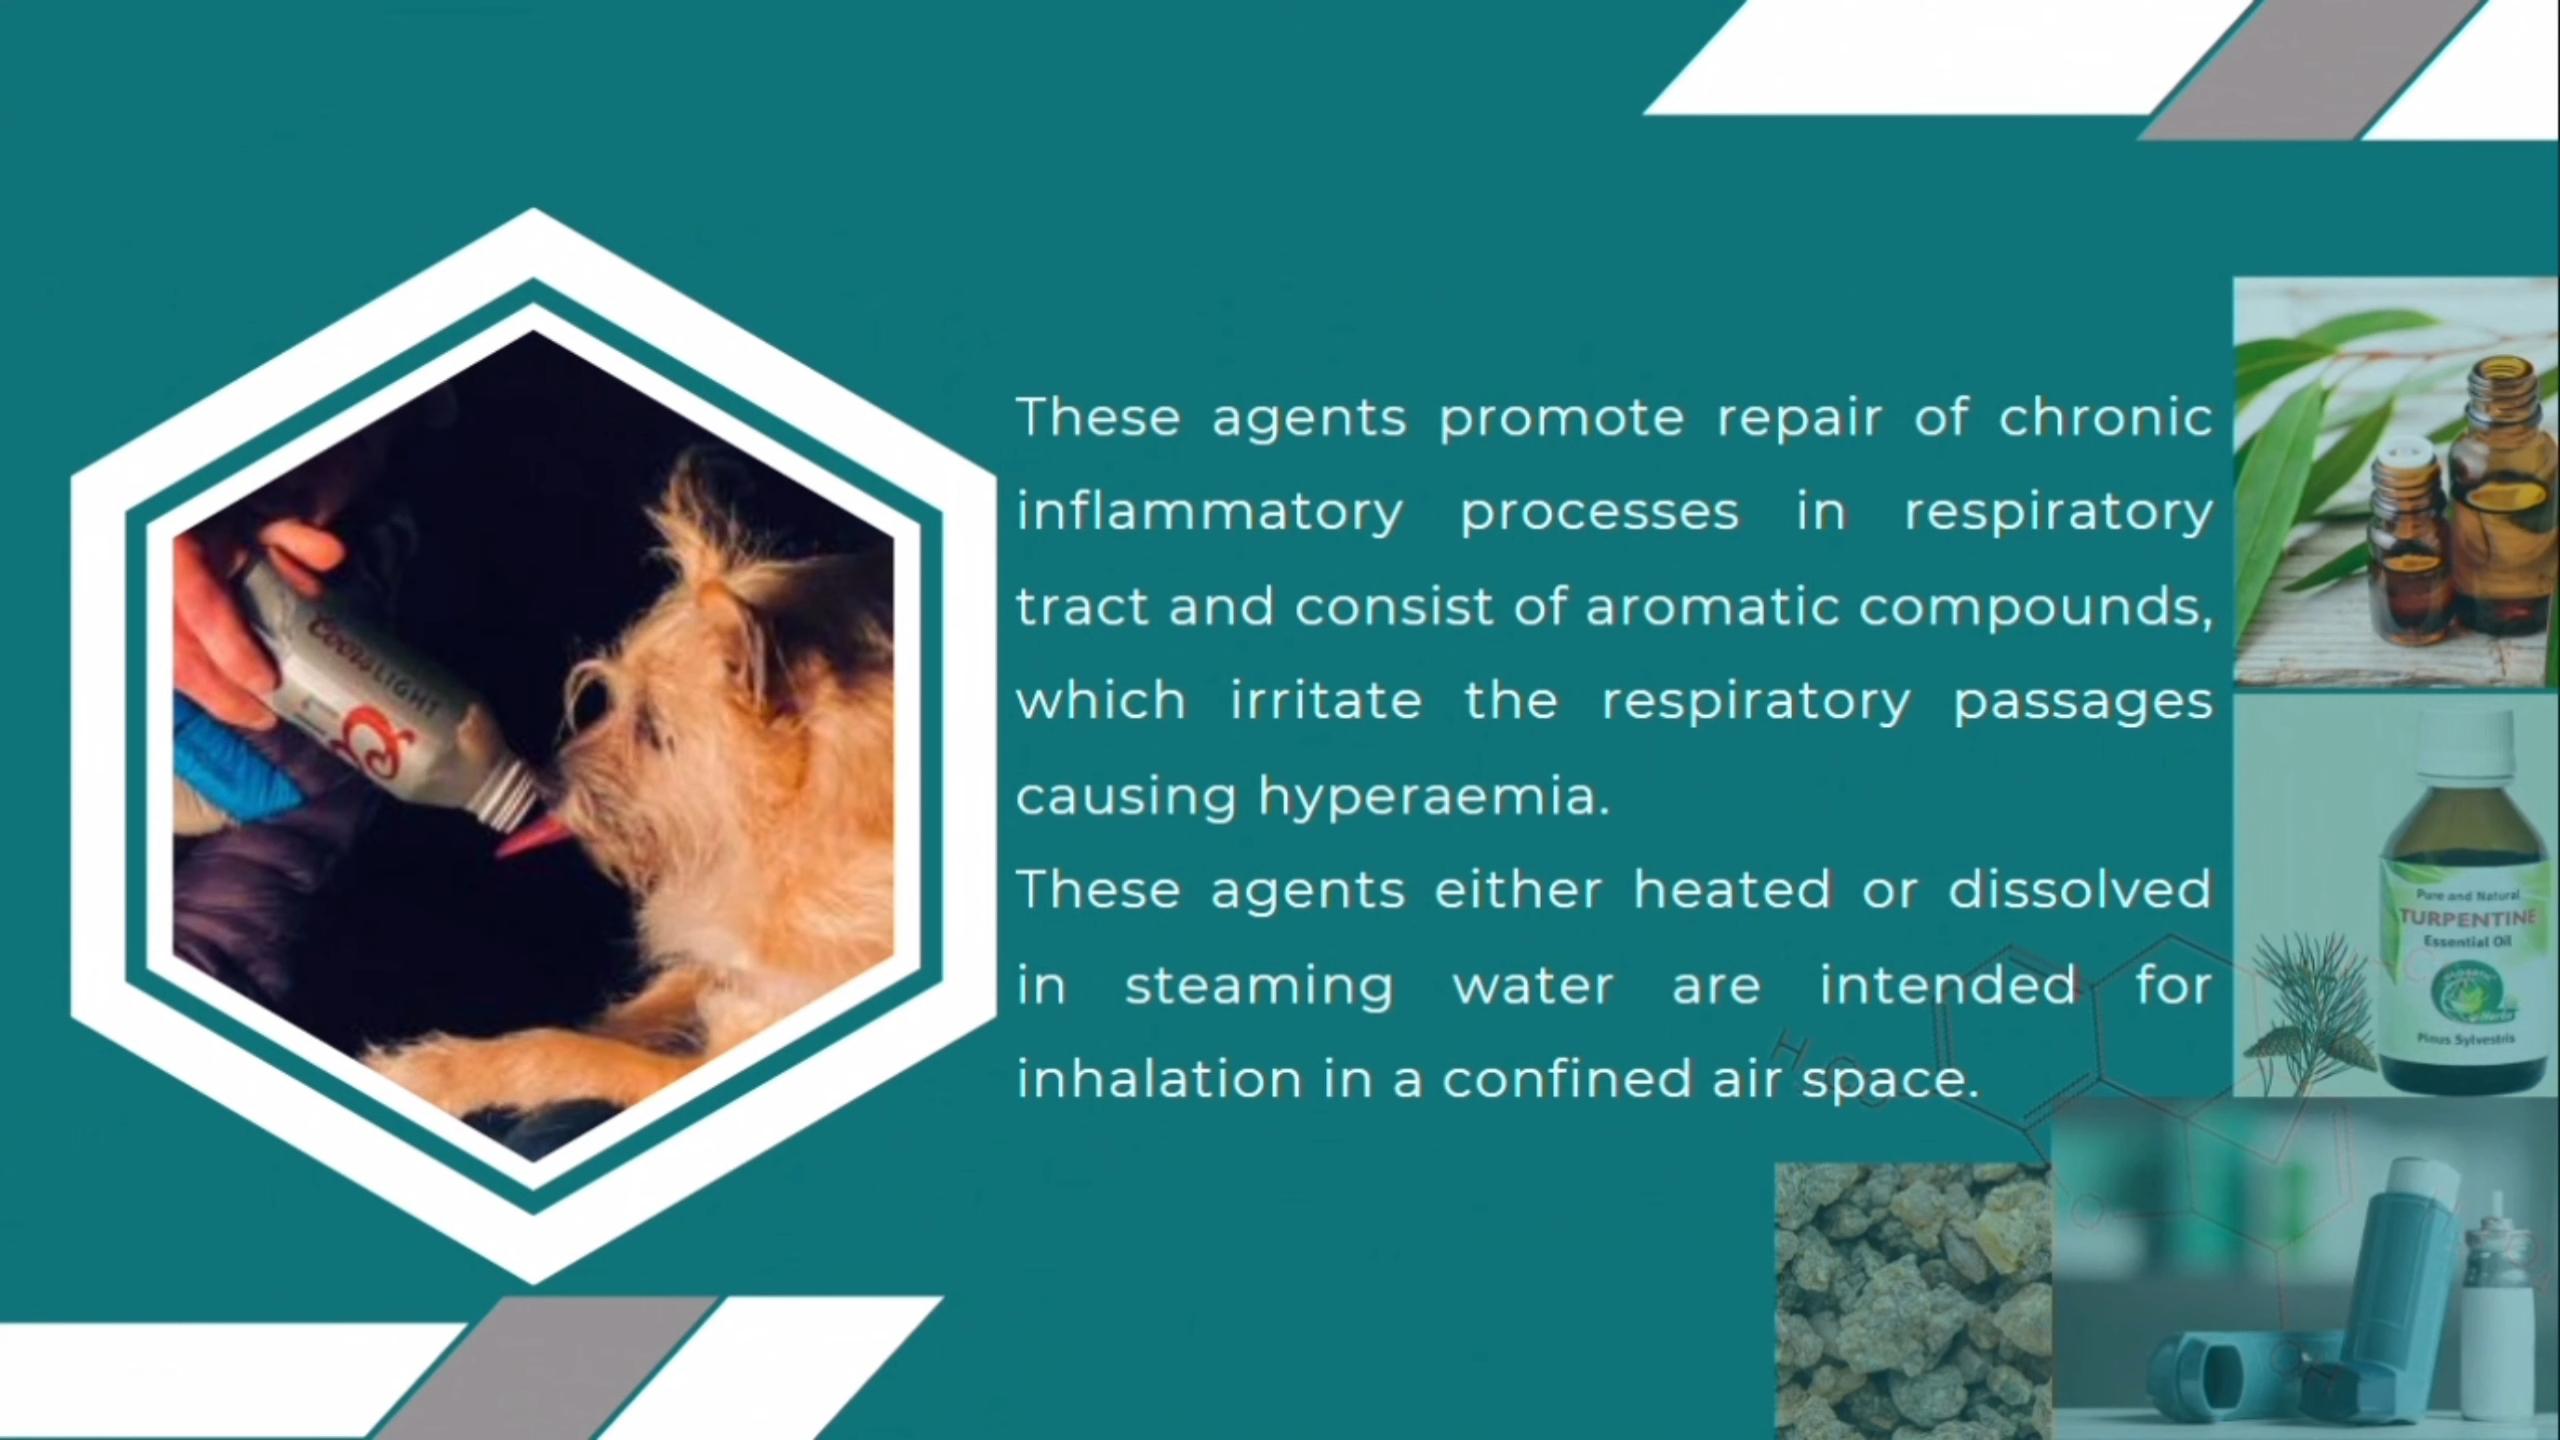 These agents promote repair of chronic
inflammatory processes in respiratory
tract and consist of aromatic compounds,
which irritate the respiratory passages
causing hyperaemia.
These agents either heated or dissolved
in steaming water are intended for
inhalation in a confined air space.
COORS LIGHT
Pure and Natural
TURPENTINE
Essential Oil
Pinus Sylvestris